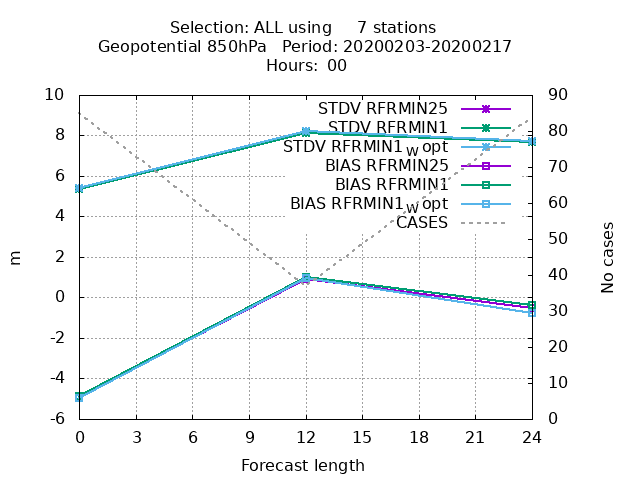 Selection: ALL using     7 stations
Geopotential 850hPa   Period: 20200203-20200217
Hours: 00
10 90
STDV RFRMIN25
8 STDV RFRMIN1 80
STDV RFRMIN1_W opt
6 BIAS RFRMIN25 70
BIAS RFRMIN1
4 BIAS RFRMIN1_W opt 60
CASES
2 50
0 40
-2 30
-4 20
-6 10
0
m
No cases
0 3 6 9 12 15 18 21 24
Forecast length